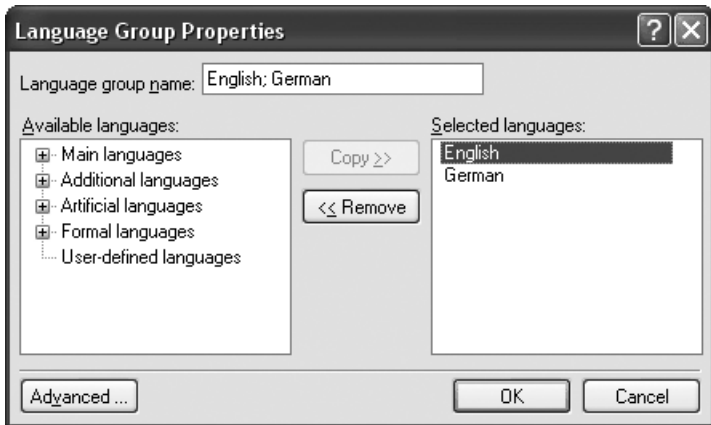 Language Group Properties
Language group name: English; German
Available languages:
Main languages
Additional languages
Artificial languages
Formal languages
User-defined languages
Copy >>
<< Remove
Selected languages:
English
German
Advanced ...
OK
Cancel